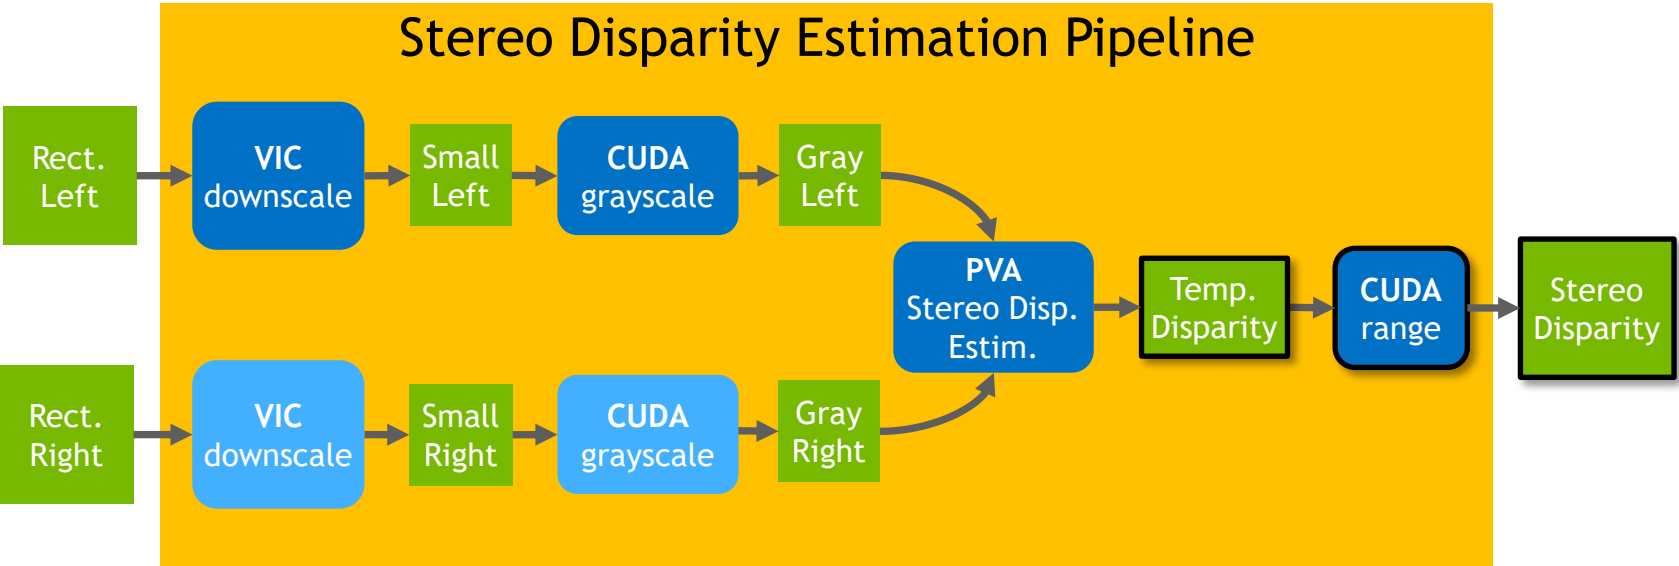 Stereo Disparity Estimation Pipeline
Rect.
Left
VIC
downscale
Small
Left
CUDA
grayscale
Gray
Left
PVA
Stereo Disp.
Estim.
Temp.
Disparity
CUDA
range
Stereo
Disparity
Rect.
Right
VIC
downscale
Small
Right
CUDA
grayscale
Gray
Right